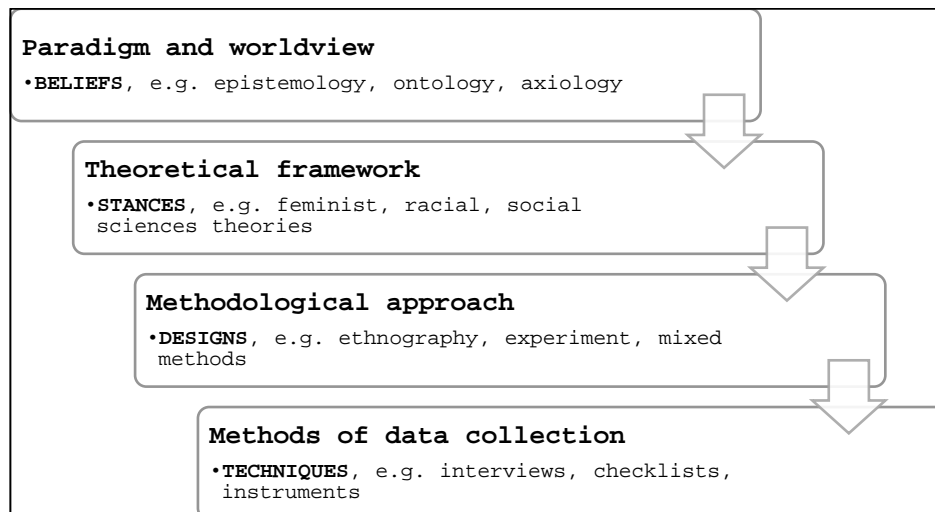 Paradigm and worldview
•BELIEFS, e.g. epistemology, ontology, axiology
Theoretical framework
•STANCES, e.g. feminist, racial, social
sciences theories
Methodological approach
•DESIGNS, e.g. ethnography, experiment, mixed
methods
Methods of data collection
•TECHNIQUES, e.g. interviews, checklists,
instruments